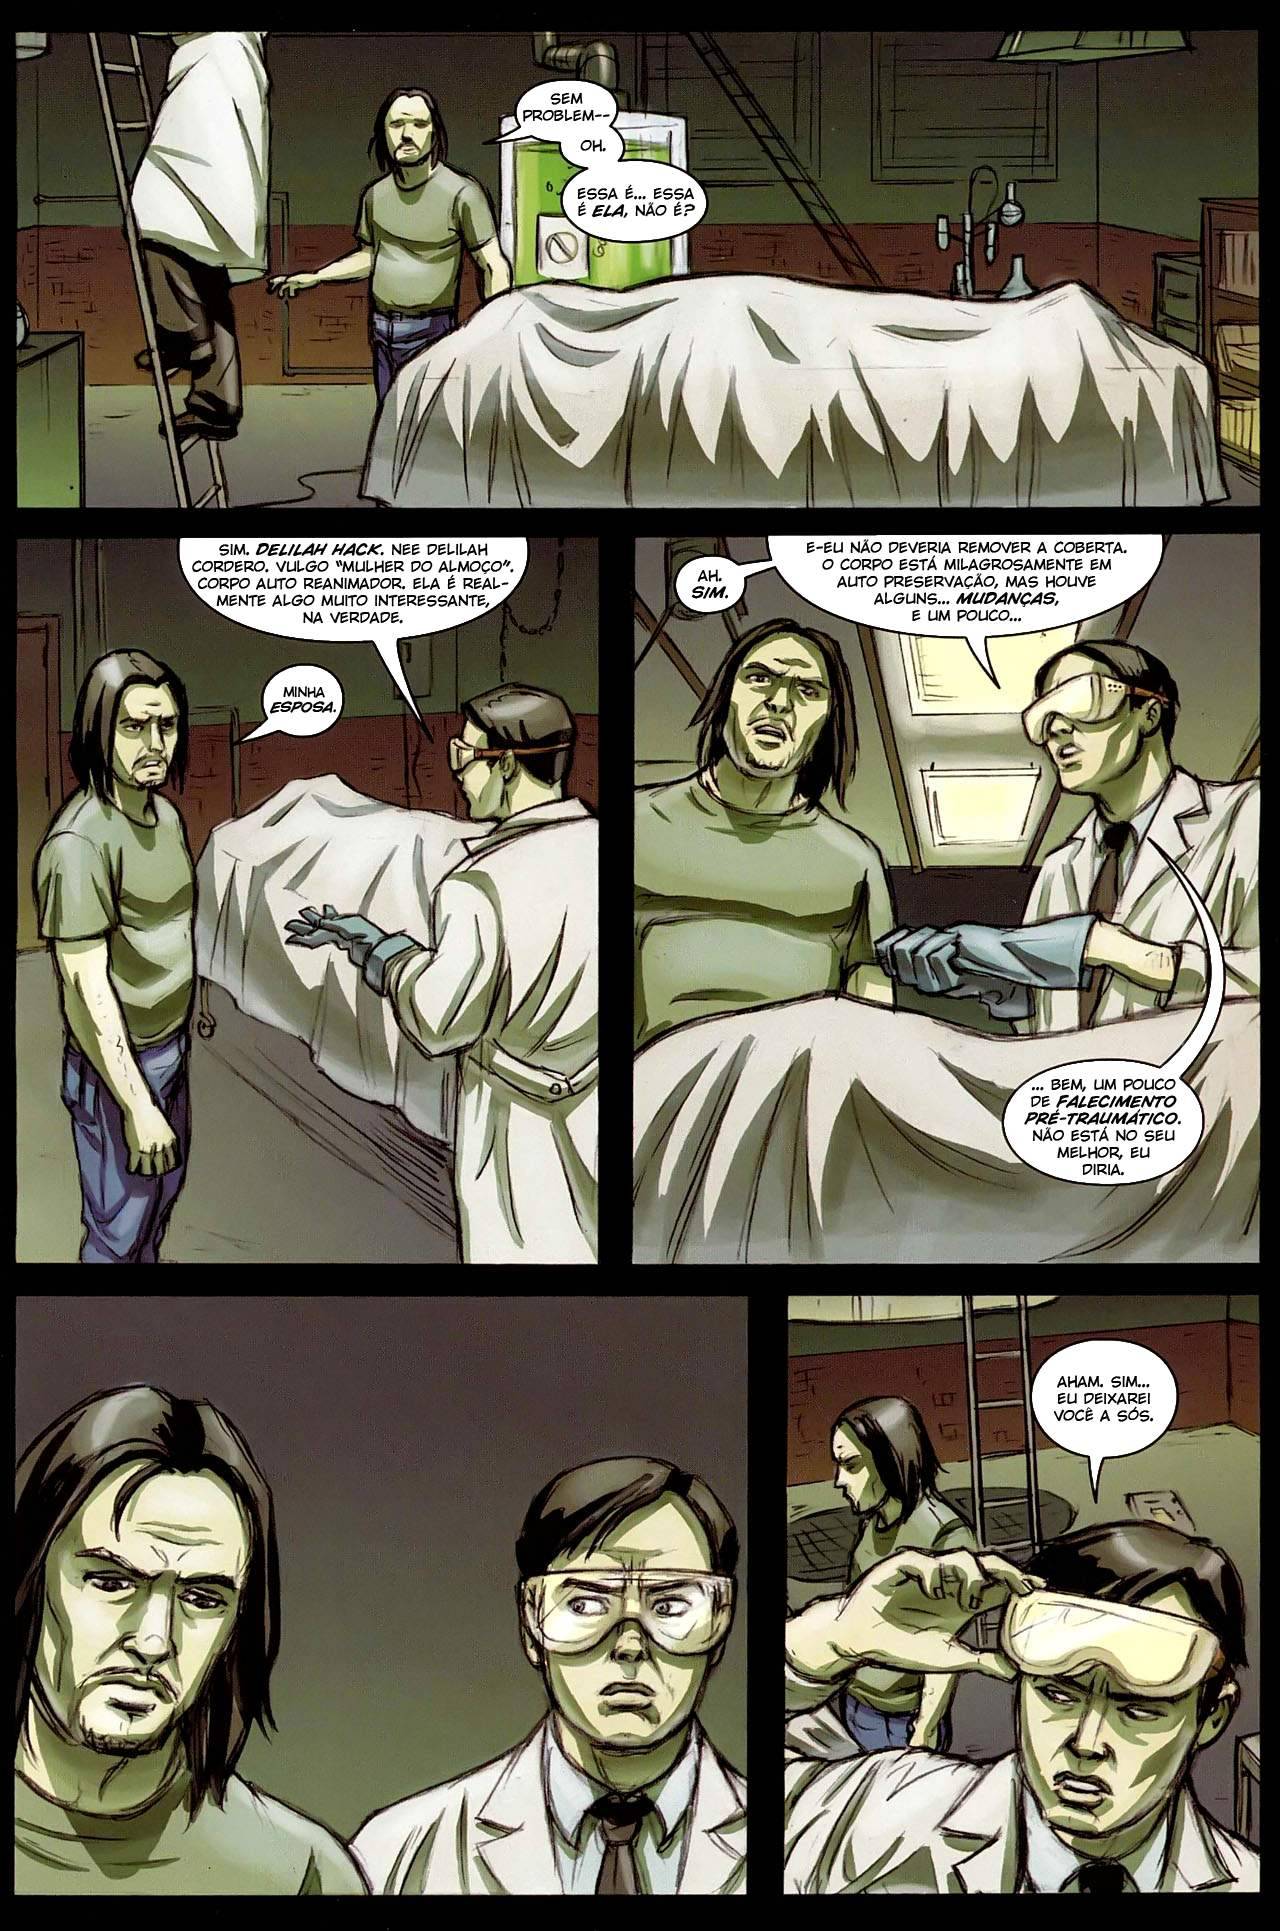 SEM
PROBLEM--
OH.
ESSA É... ESSA
É ELA, NÃO É?
SIM. DELILAH HACK. NEE DELILAH
CORDERO. VULGO "MULHER DO ALMOÇO".
CORPO AUTO REANIMADOR. ELA É REAL-
MENTE ALGO MUITO INTERESSANTE,
NA VERDADE.
MINHA
ESPOSA.
E-EU NÃO DEVERIA REMOVER A COBERTA.
O CORPO ESTÁ MILAGROSAMENTE EM
AUTO PRESERVAÇÃO, MAS HOUVE
ALGUNS... MUDANÇAS,
E UM POUCO...
AH.
SIM.
... BEM, UM POUCO
DE FALECIMENTO
PRÉ-TRAUMÁTICO.
NÃO ESTÁ NO SEU
MELHOR, EU
DIRIA.
AHAM. SIM...
EU DEIXAREI
VOCÊ A SÓS.